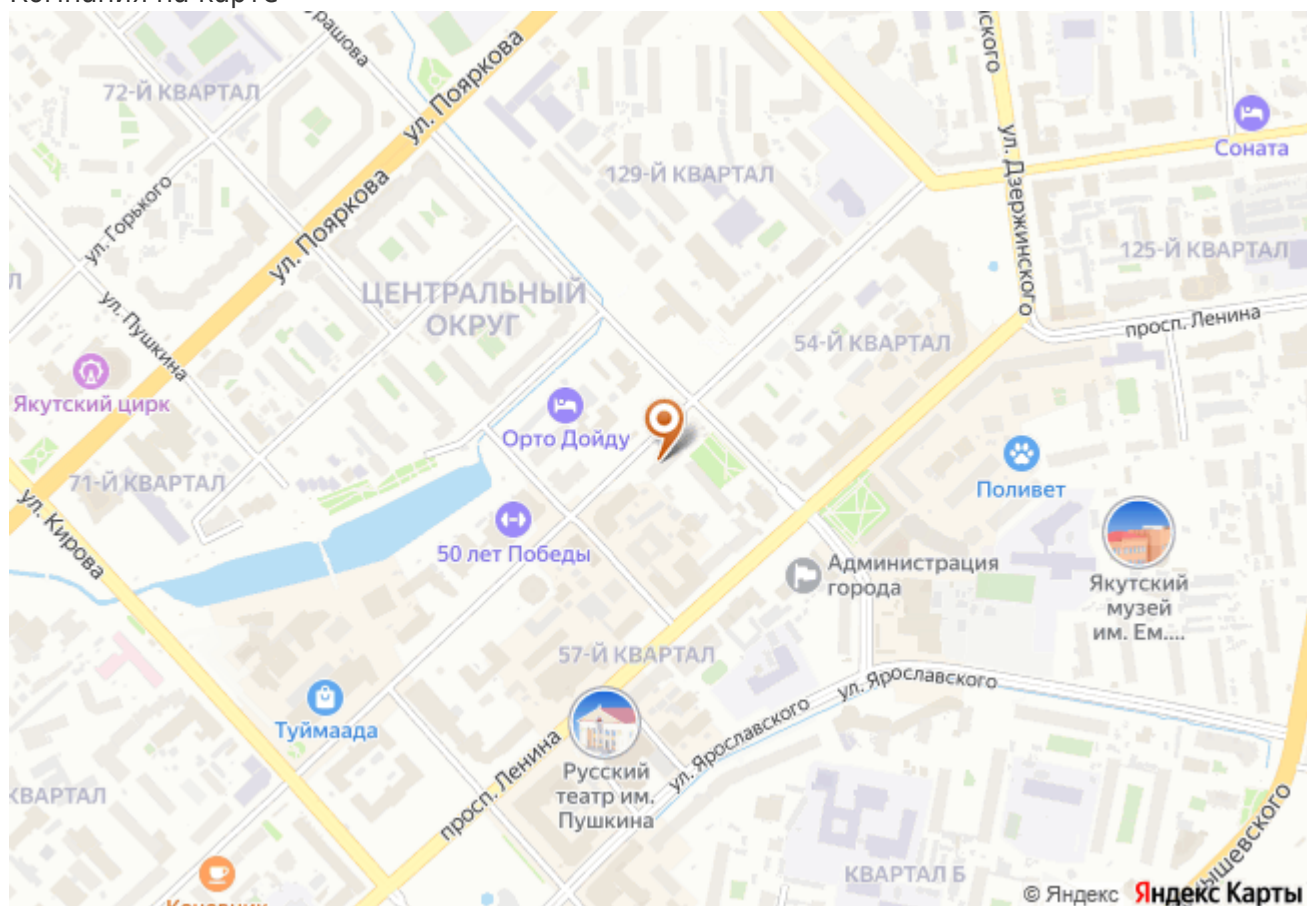 Компания на карте
72-Й КВАРТАЛ
ул. Пояркова
ул. Дзержинского
Соната
129-Й КВАРТАЛ
ул. Горького
ул. Пояркова
125-Й КВАРТАЛ
ЦЕНТРАЛЬНЫЙ
ОКРУГ
ул. Пушкина
просп. Ленина
54-Й КВАРТАЛ
Якутский цирк
Орто Дойду
71-Й КВАРТАЛ
Поливет
ул. Кирова
50 лет Победы
Администрация
города
Якутский
музей
им. Ем....
57-Й КВАРТАЛ
ул. Ярославского
Туймаада
ул. Ярославского
просп. Ленина
Русский
театр им.
Пушкина
КВАРТАЛ
КВАРТАЛ Б
© Яндекс Яндекс Карты